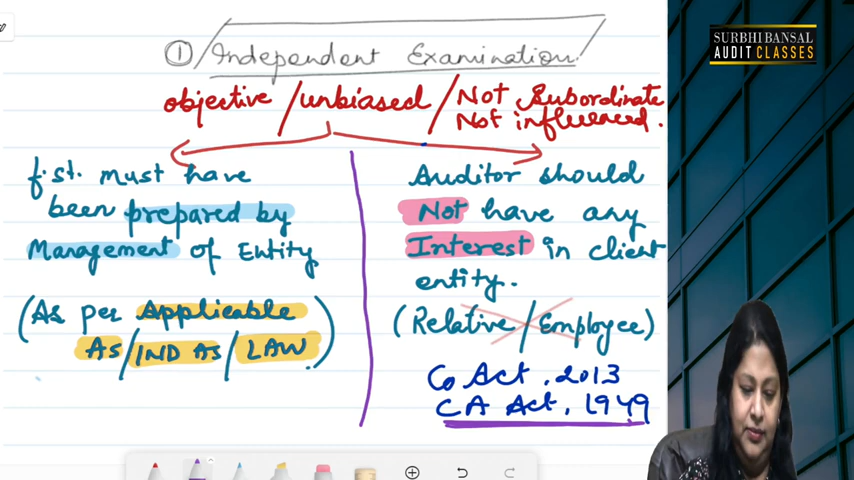 SURBHI BANSAL
AUDIT CLASSES
① Independent Examination.
objective / unbiased / Not Subordinate
Not influenced.
f.st. must have
been prepared by
Management of Entity
(As per Applicable
AS / IND AS / LAW)
Auditor should
Not have any
Interest in client
entity.
(Relative / Employee)
Co Act, 2013
CA Act, 1949